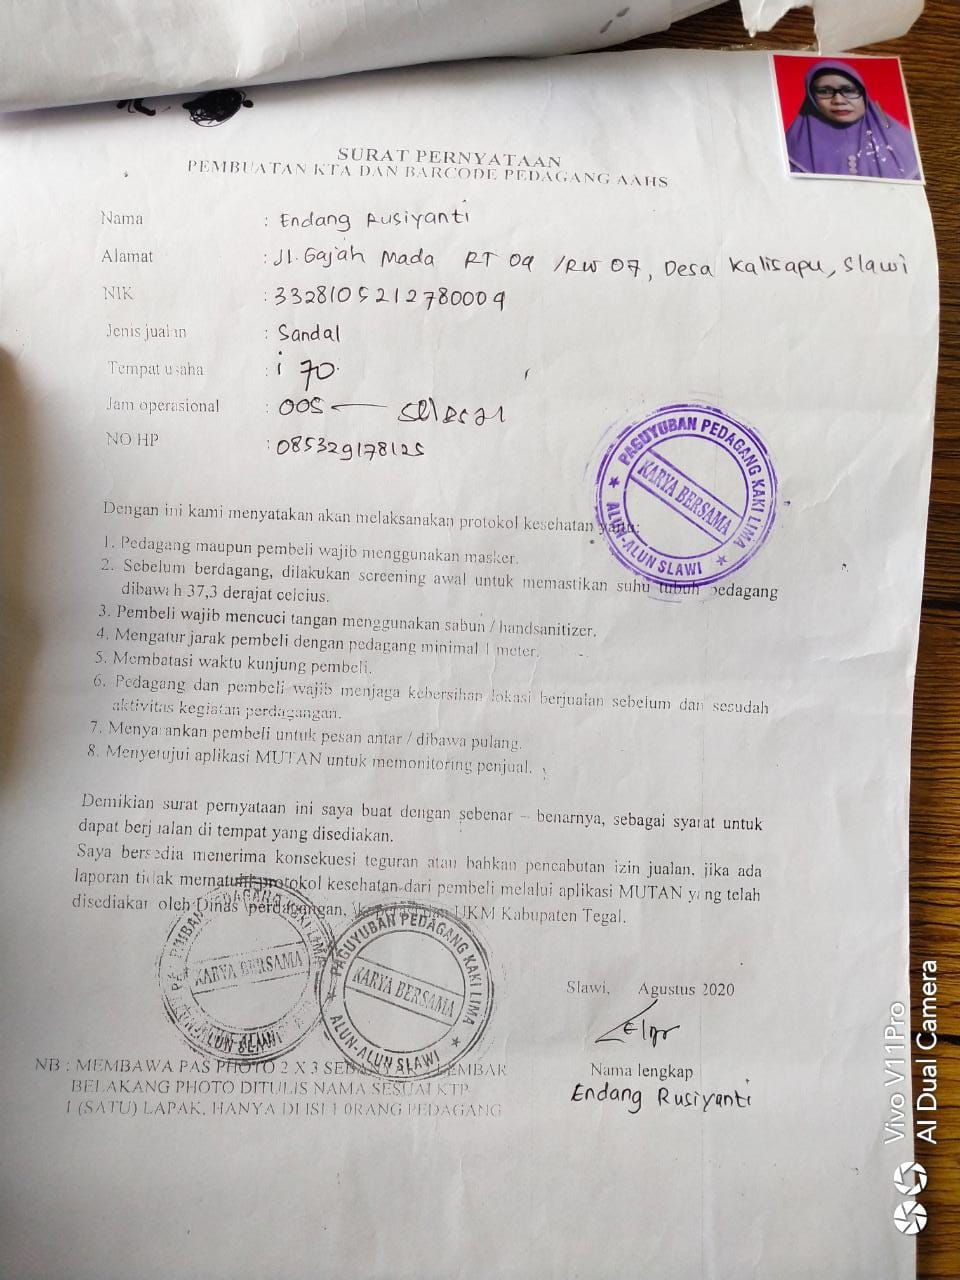 SURAT PERNYATAAN
PEMBUATAN KTA DAN BARCODE PEDAGANG AAHS
Nama : Endang Rusiyanti
Alamat : Jl. Gajah Mada RT 09 /RW 07, Desa Kalisapu, Slawi
NIK : 3328105212780009
Jenis jualan : Sandal
Tempat usaha : i 70.
Jam operasional : 005
NO HP : 085329178125
PAGUYUBAN PEDAGANG KAKI LIMA
KARYA BERSAMA
ALUN-ALUN SLAWI
Dengan ini kami menyatakan akan melaksanakan protokol kesehatan yaitu:
1. Pedagang maupun pembeli wajib menggunakan masker.
2. Sebelum berdagang, dilakukan screening awal untuk memastikan suhu tubuh pedagang
dibawah 37,3 derajat celcius.
3. Pembeli wajib mencuci tangan menggunakan sabun / handsanitizer.
4. Mengatur jarak pembeli dengan pedagang minimal 1 meter.
5. Membatasi waktu kunjung pembeli.
6. Pedagang dan pembeli wajib menjaga kebersihan lokasi berjualan sebelum dan sesudah
aktivitas kegiatan perdagangan.
7. Menyarankan pembeli untuk pesan antar / dibawa pulang.
8. Menyetujui aplikasi MUTAN untuk memonitoring penjual.
Demikian surat pernyataan ini saya buat dengan sebenar – benarnya, sebagai syarat untuk
dapat berjualan di tempat yang disediakan.
Saya bersedia menerima konsekuesi teguran atau bahkan pencabutan izin jualan, jika ada
laporan tidak mematuhi protokol kesehatan dari pembeli melalui aplikasi MUTAN yang telah
disediakan oleh Dinas perdagangan, UKM Kabupaten Tegal.
PEDAGANG KAKI LIMA
KARYA BERSAMA
ALUN-ALUN SLAWI
PAGUYUBAN PEDAGANG KAKI LIMA
KARYA BERSAMA
ALUN-ALUN SLAWI
Slawi, Agustus 2020
Nama lengkap
Endang Rusiyanti
NB : MEMBAWA PAS PHOTO 2 X 3 LEMBAR
BELAKANG PHOTO DITULIS NAMA SESUAI KTP
1 (SATU) LAPAK, HANYA DI ISI 1 ORANG PEDAGANG
Vivo V11Pro
AI Dual Camera